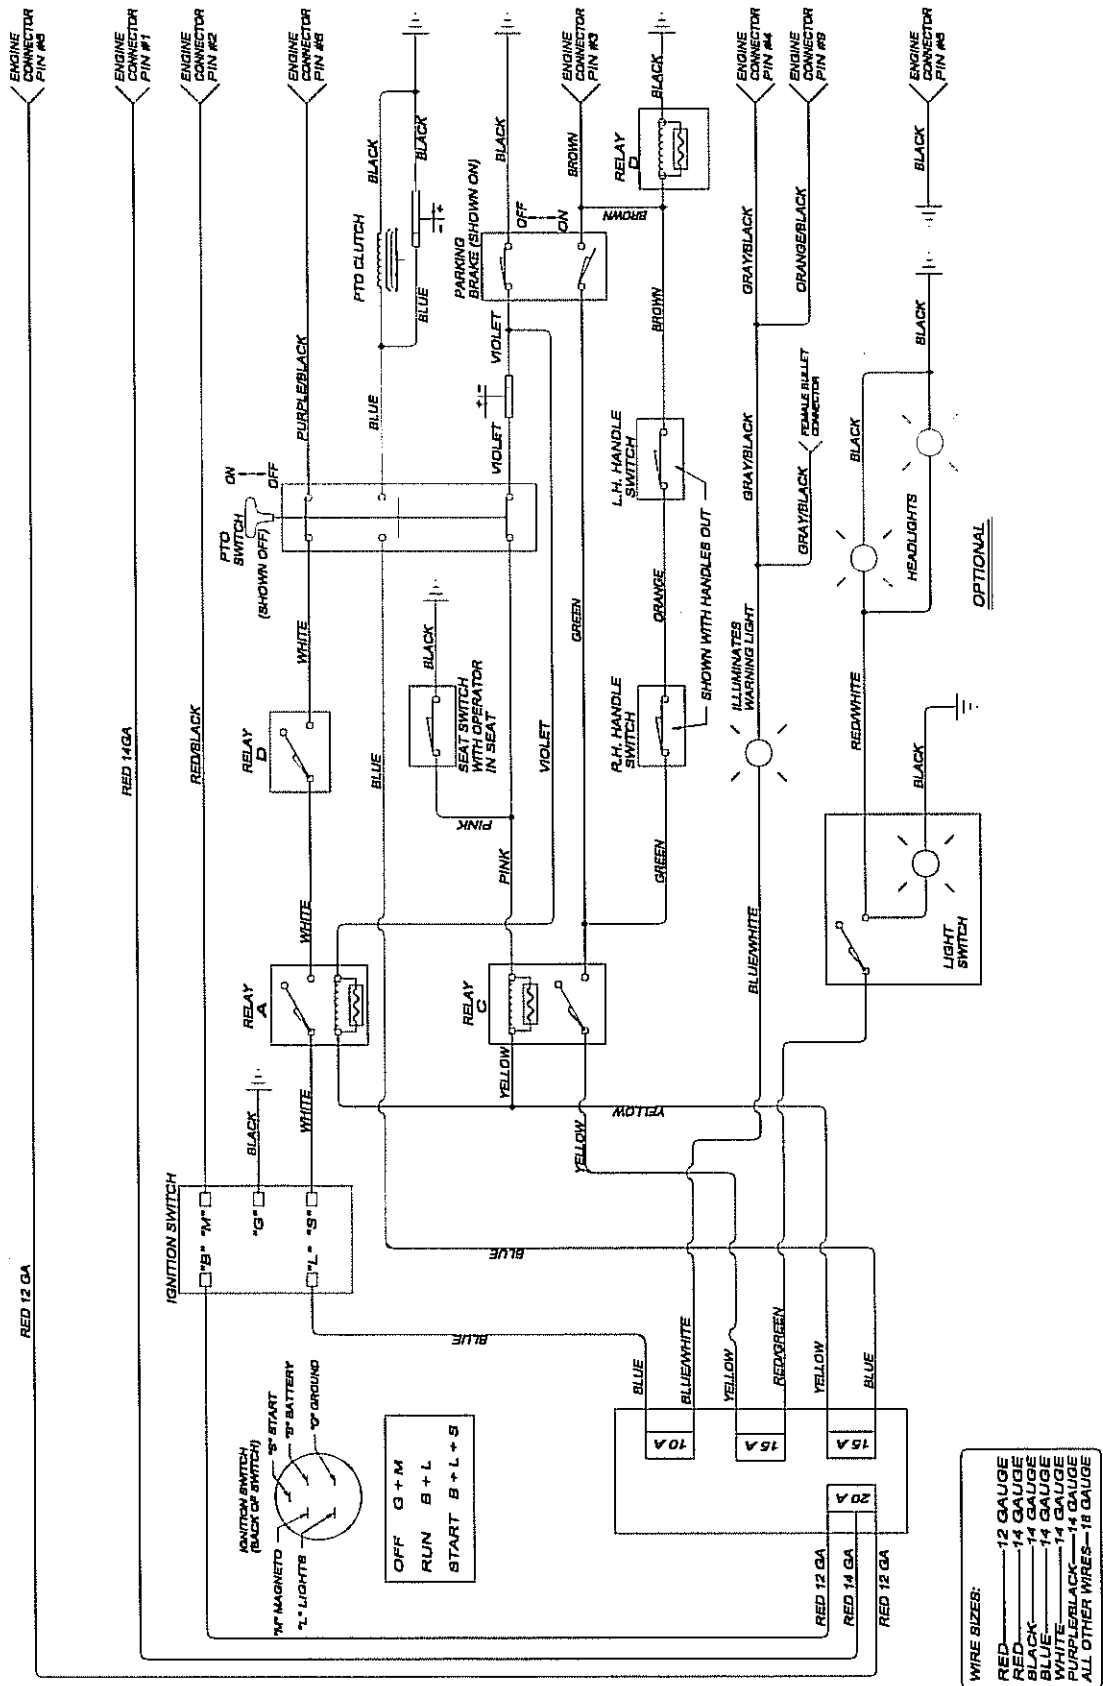 ENGINE
CONNECTOR
PIN #5
ENGINE
CONNECTOR
PIN #1
ENGINE
CONNECTOR
PIN #2
ENGINE
CONNECTOR
ENGINE
CONNECTOR
PIN #3
ENGINE
CONNECTOR
PIN #4
ENGINE
CONNECTOR
ENGINE
CONNECTOR
RED 12 GA
RED 14GA
RED/BLACK
IGNITION SWITCH
"B" "M"
"G"
"L" "S"
BLACK
WHITE
RELAY
A
WHITE
RELAY
D
WHITE
PTO
SWITCH
(SHOWN OFF)
ON
OFF
PURPLE/BLACK
BLUE
BLUE
BLUE
PTO CLUTCH
BLACK
BLUE
BLACK
SEAT SWITCH
WITH OPERATOR
IN SEAT
BLACK
PINK
PINK
YELLOW
RELAY
C
VIOLET
VIOLET
+ -
VIOLET
PARKING
BRAKE (SHOWN ON)
OFF
ON
BLACK
- +
YELLOW
YELLOW
GREEN
BROWN
BROWN
RELAY
D
BLACK
GREEN
R.H. HANDLE
SWITCH
ORANGE
L.H. HANDLE
SWITCH
BROWN
SHOWN WITH HANDLES OUT
BLUE/WHITE
ILLUMINATES
WARNING LIGHT
GRAY/BLACK
GRAY/BLACK
GRAY/BLACK
FEMALE BULLET
CONNECTOR
ORANGE/BLACK
LIGHT
SWITCH
RED/WHITE
BLACK
HEADLIGHTS
BLACK
BLACK
BLACK
OPTIONAL
IGNITION SWITCH
(BACK OF SWITCH)
"M" MAGNETO
"L" LIGHTS
"S" START
"B" BATTERY
"G" GROUND
OFF G + M
RUN B + L
START B + L + S
BLUE
BLUE
BLUE/WHITE
YELLOW
RED/GREEN
YELLOW
BLUE
10 A
15 A
15 A
20 A
RED 12 GA
RED 14 GA
RED 12 GA
WIRE SIZES:
RED 12 GAUGE
RED 14 GAUGE
BLACK 14 GAUGE
BLUE 14 GAUGE
WHITE 14 GAUGE
PURPLE/BLACK 14 GAUGE
ALL OTHER WIRES 18 GAUGE